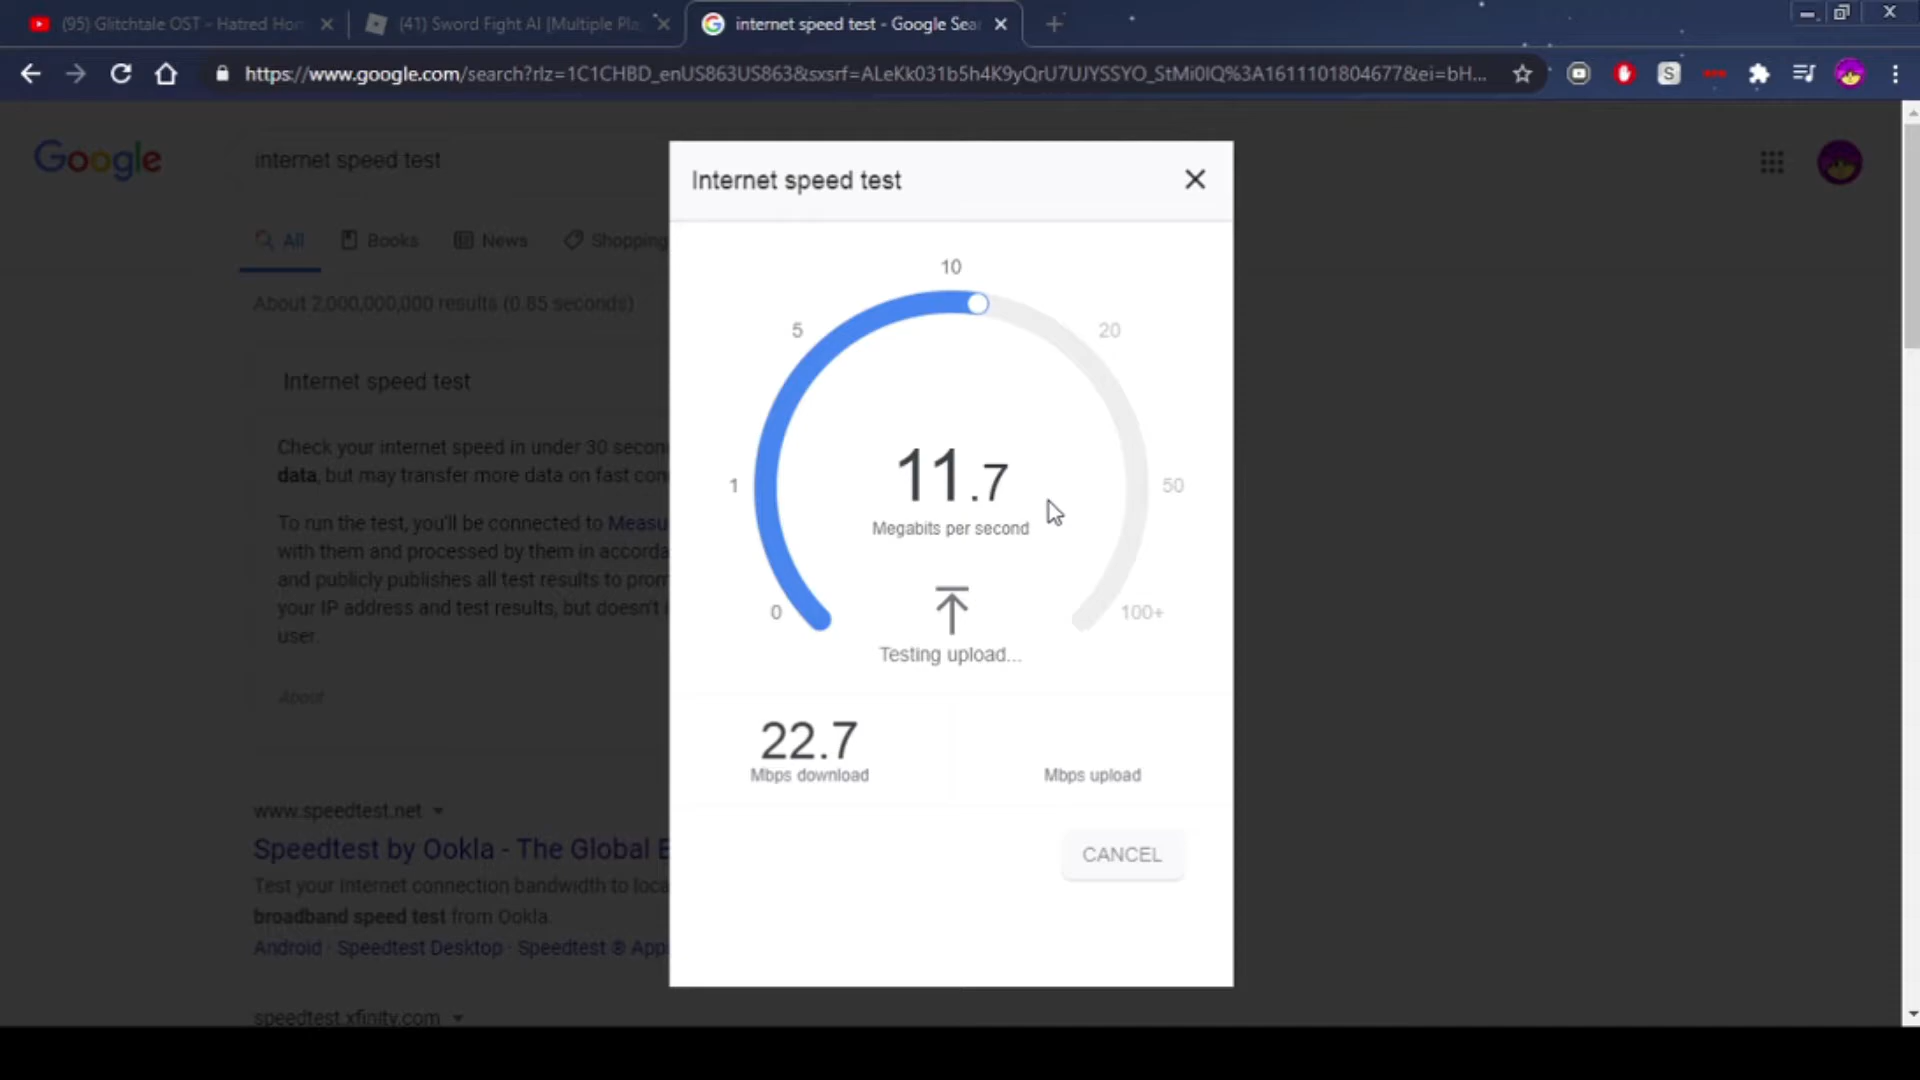 (95) Glitchtale OST - Hatred Hor
(41) Sword Fight AI [Multiple Pla
internet speed test - Google Sea
https://www.google.com/search?rlz=1C1CHBD_enUS863US863&sxsrf=ALeKk031b5h4K9yQrU7UJYSSYO_StMi0IQ%3A1611101804677&ei=bH...
Google
internet speed test
All
Books
News
Shopping
About 2,000,000,000 results (0.85 seconds)
Internet speed test
Check your internet speed in under 30 secon
data, but may transfer more data on fast con
To run the test, you'll be connected to Measu
with them and processed by them in accorda
and publicly publishes all test results to pro
your IP address and test results, but doesn't
user.
About
www.speedtest.net
Speedtest by Ookla - The Global
Test your Internet connection bandwidth to loca
broadband speed test from Ookla.
Android · Speedtest Desktop · Speedtest ® App
speedtest.xfinity.com
Internet speed test
10
5
20
1
50
0
100+
11.7
Megabits per second
Testing upload...
22.7
Mbps download
Mbps upload
CANCEL